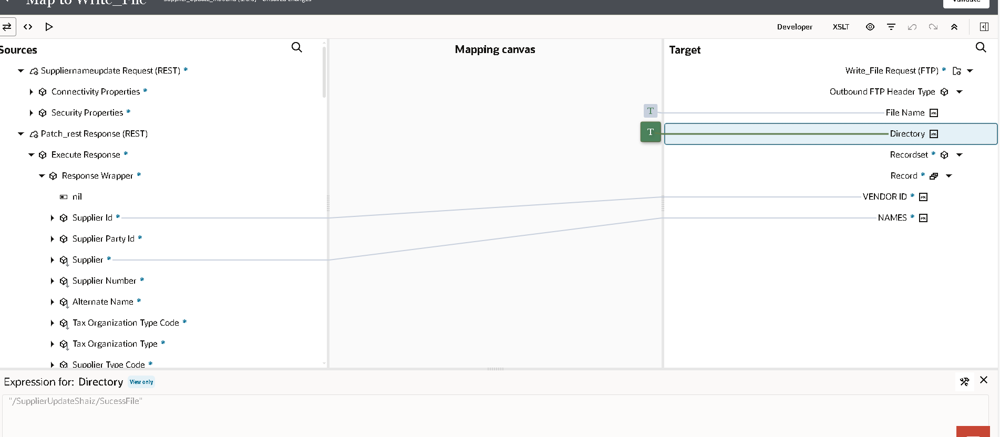 Map to Write_File
Validate
Developer
XSLT
Sources
Mapping canvas
Target
Suppliernameupdate Request (REST) *
Connectivity Properties *
Security Properties *
Patch_rest Response (REST)
Execute Response *
Response Wrapper *
nil
Supplier Id *
Supplier Party Id *
Supplier *
Supplier Number *
Alternate Name *
Tax Organization Type Code *
Tax Organization Type *
Supplier Type Code *
T
T
Write_File Request (FTP) *
Outbound FTP Header Type
File Name
Directory
Recordset *
Record *
VENDOR ID *
NAMES *
Expression for: Directory View only
"/SupplierUpdateShaiz/SucessFile"